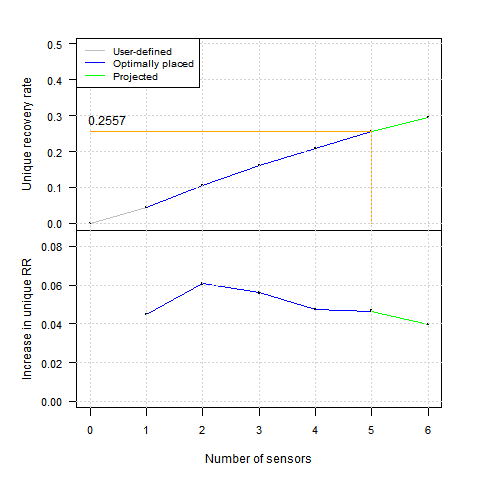 User-defined
Optimally placed
Projected
0.5
0.4
0.3
0.2
0.1
0.0
Unique recovery rate
0.2557
0.08
0.06
0.04
0.02
0.00
Increase in unique RR
0 1 2 3 4 5 6
Number of sensors